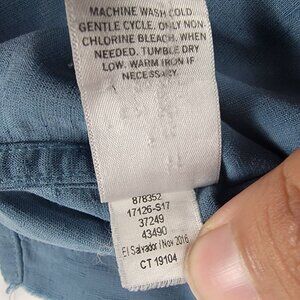 MACHINE WASH COLD.
GENTLE CYCLE. ONLY NON-
CHLORINE BLEACH. WHEN
NEEDED. TUMBLE DRY
LOW. WARM IRON IF
NECESSARY.
878352
17126-S17
37249
43490
El Salvador / Nov 2016
CT 19104